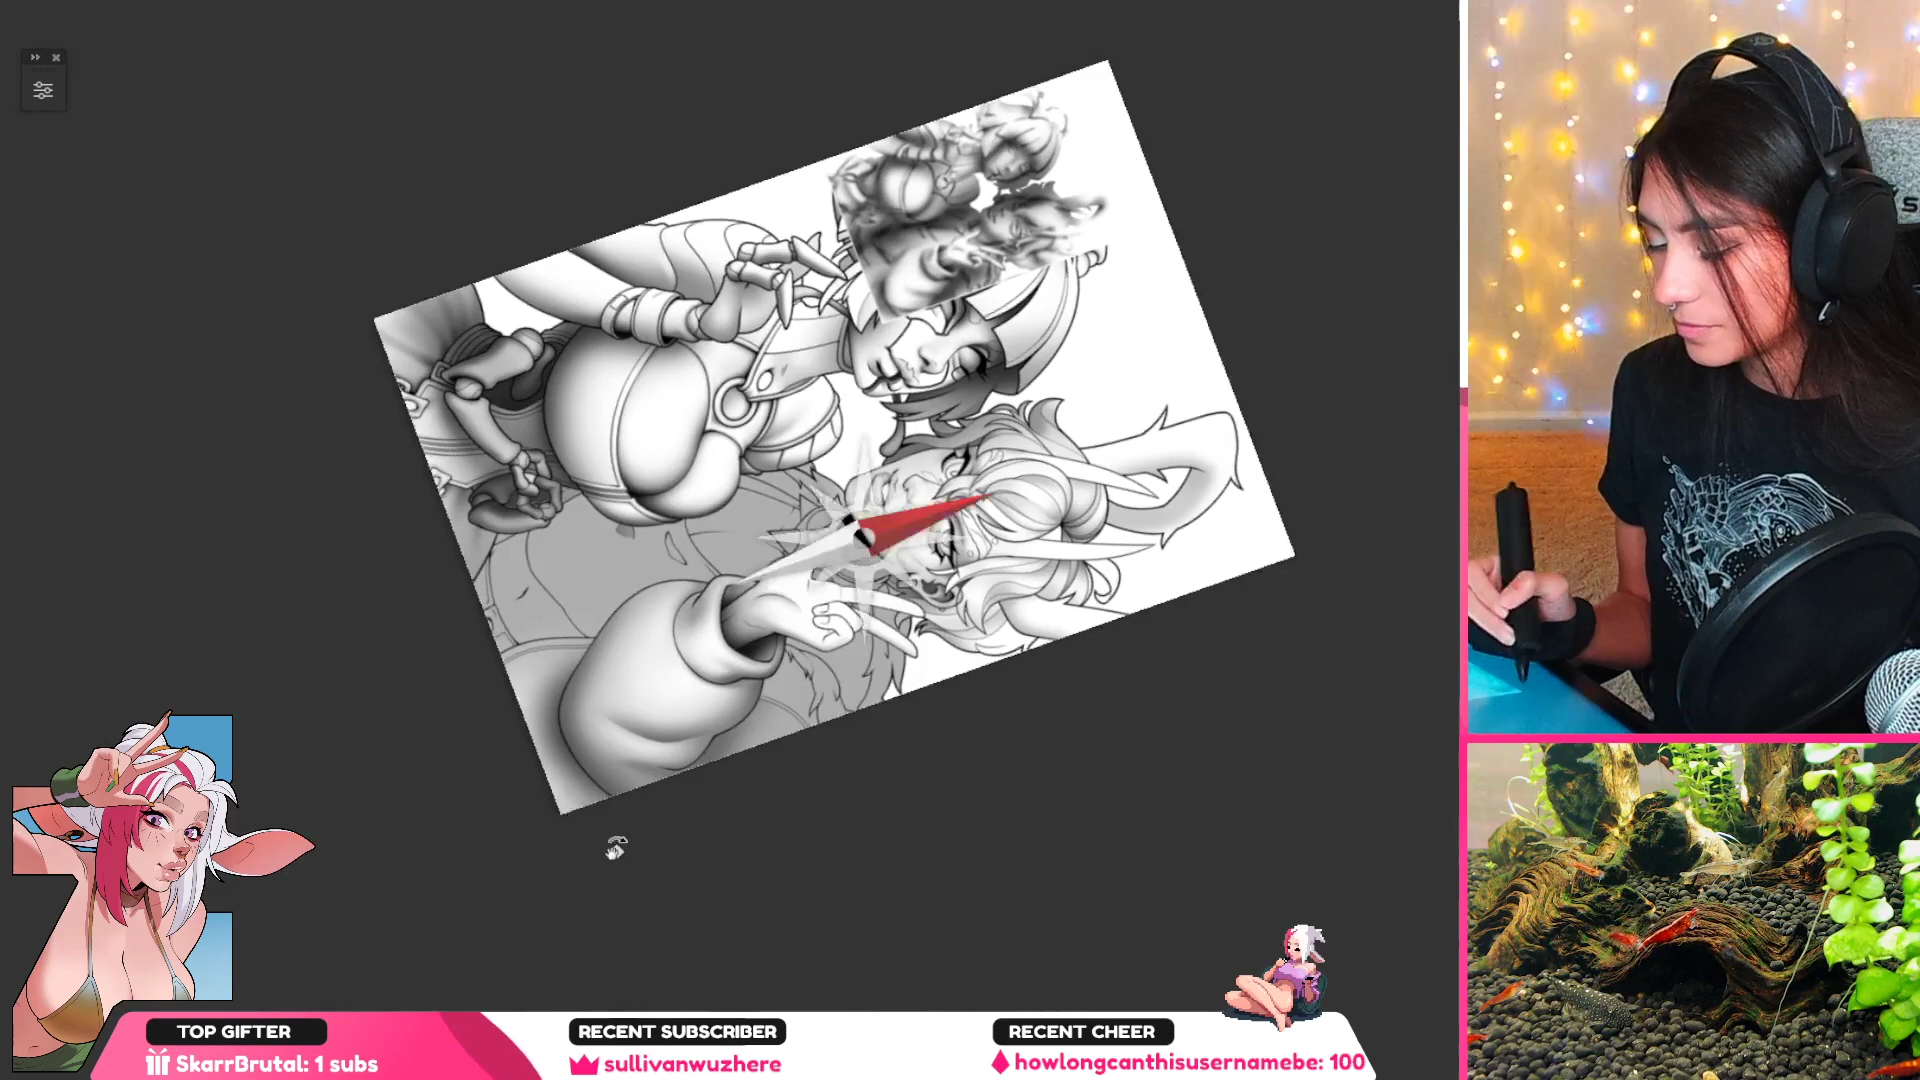 S
TOP GIFTER
SkarrBrutal: 1 subs
RECENT SUBSCRIBER
sullivanwuzhere
RECENT CHEER
howlongcanthisusernamebe: 100